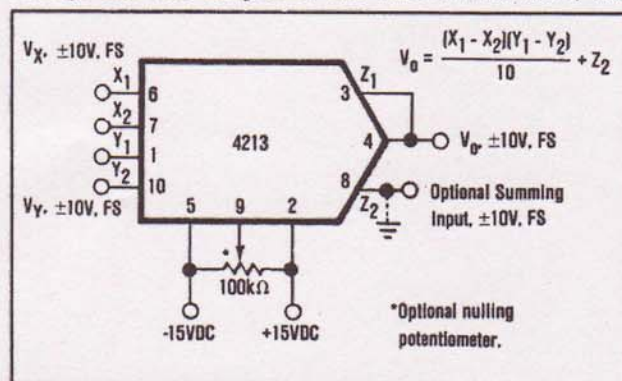 Vx, ±10V, FS
X1
6
X2
7
Y1
1
Y2
10
VY, ±10V, FS
4213
Z1
3
4
8
Z2
5
9
2
Vo = (X1 - X2)(Y1 - Y2) / 10 + Z2
Vo, ±10V, FS
Optional Summing
Input, ±10V, FS
*
100kΩ
-15VDC
+15VDC
*Optional nulling
potentiometer.